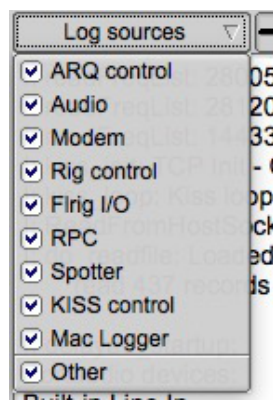 Log sources
ARQ control
Audio
Modem
Rig control
Flrig I/O
RPC
Spotter
KISS control
Mac Logger
Other
Built-in Line In